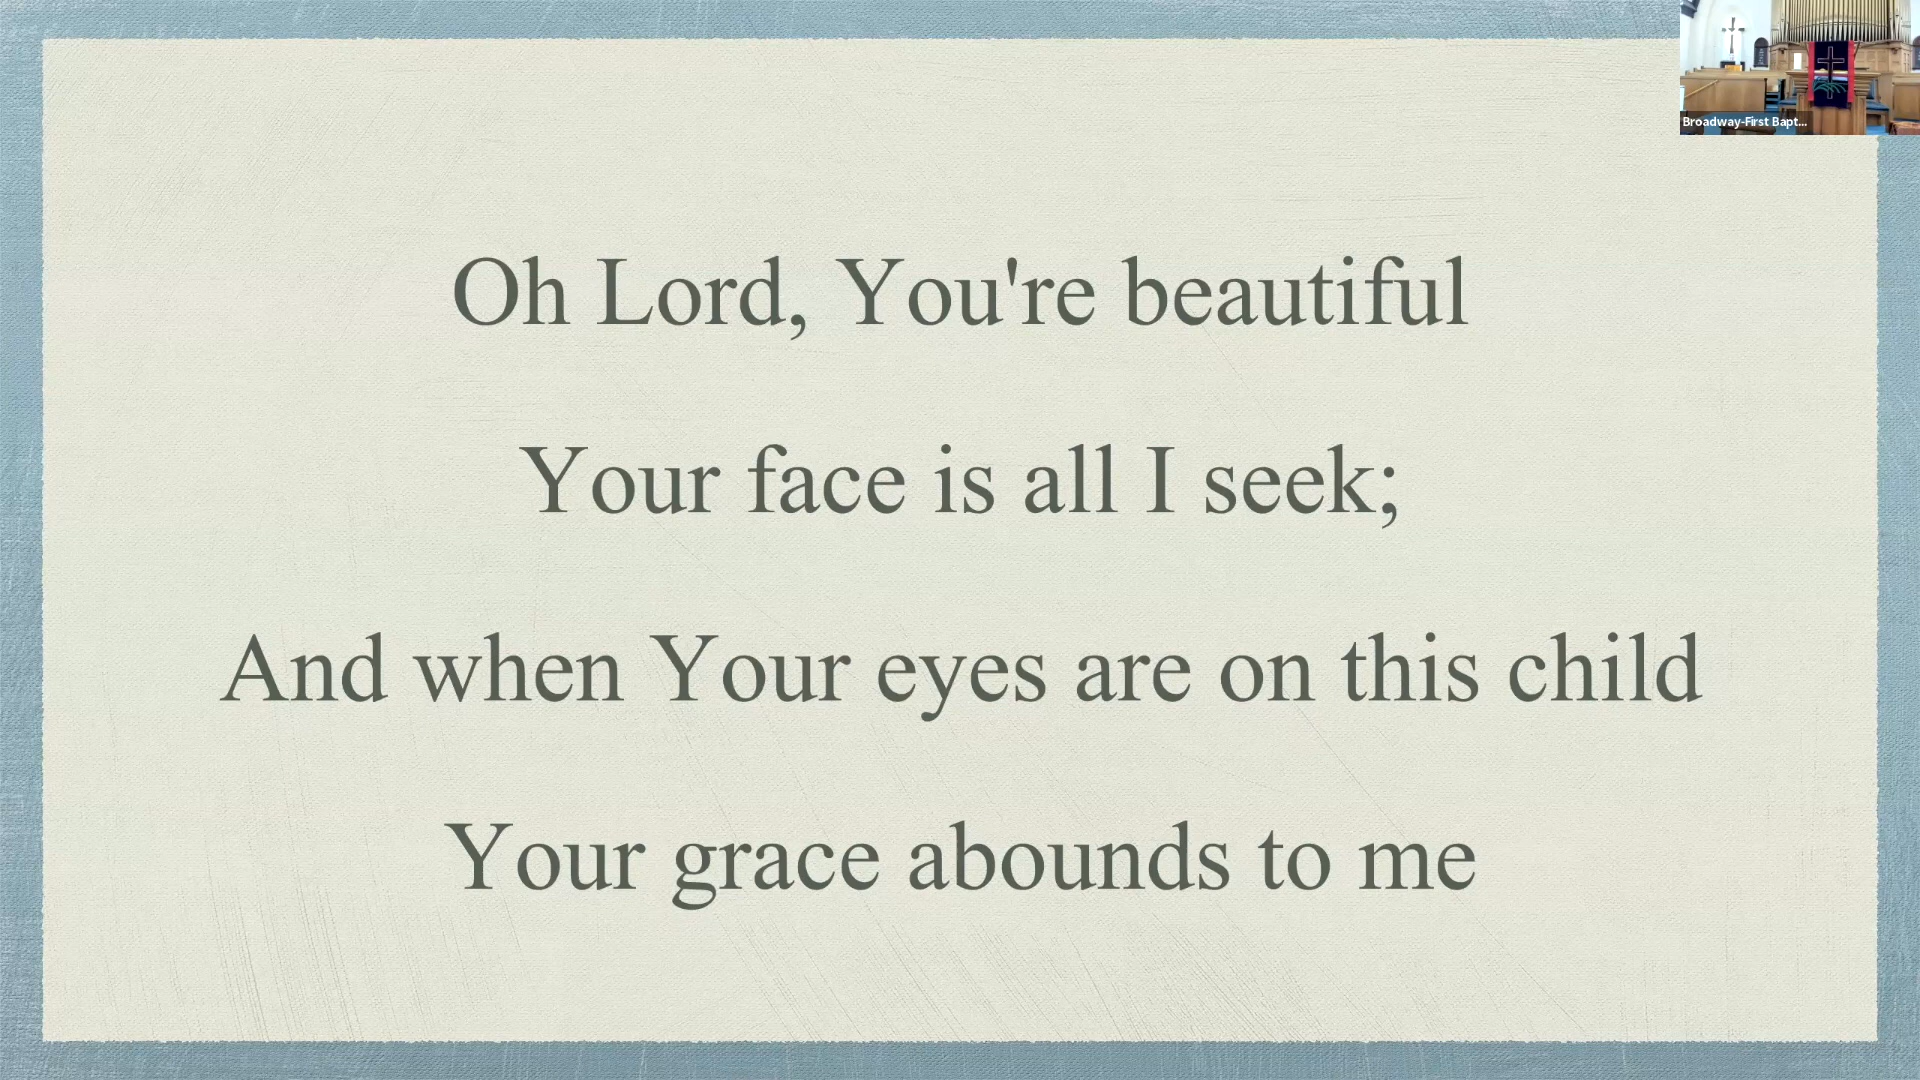 Oh Lord, You're beautiful
Your face is all I seek;
And when Your eyes are on this child
Your grace abounds to me
Broadway-First Bapt...